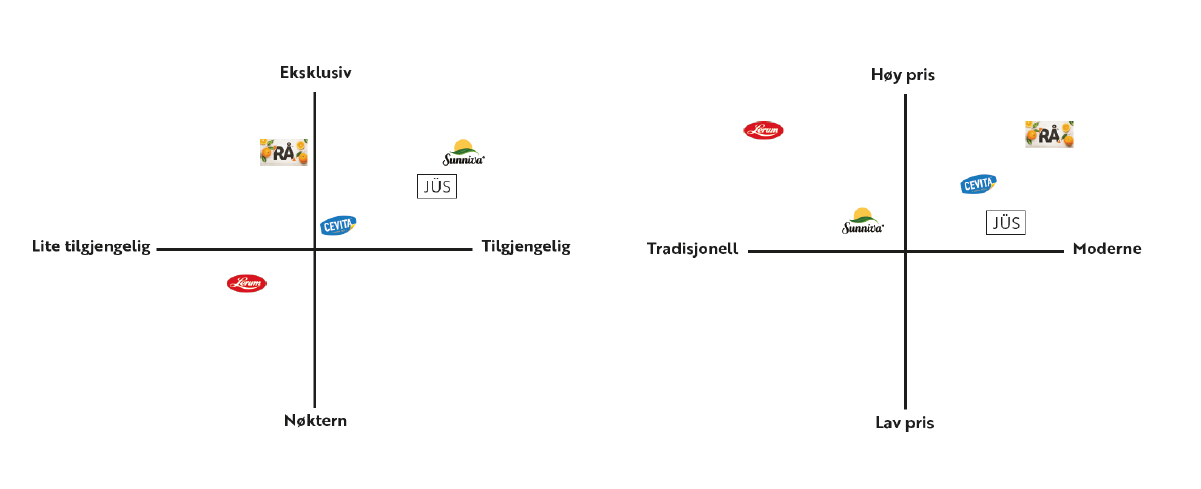 Eksklusiv
RÅ
Sunniva
JÜS
CEVITA
Lite tilgjengelig
Tilgjengelig
Lerum
Nøktern
Høy pris
Lerum
RÅ
CEVITA
Sunniva
JÜS
Tradisjonell
Moderne
Lav pris